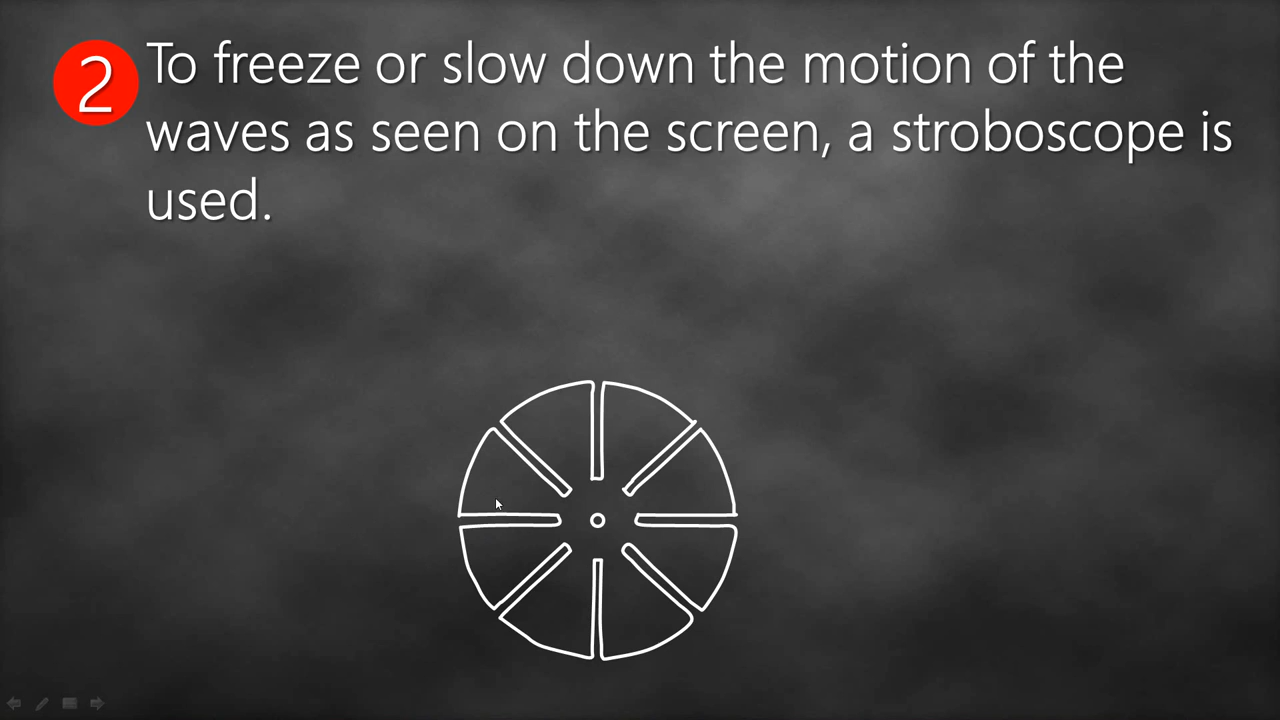 2
To freeze or slow down the motion of the
waves as seen on the screen, a stroboscope is
used.